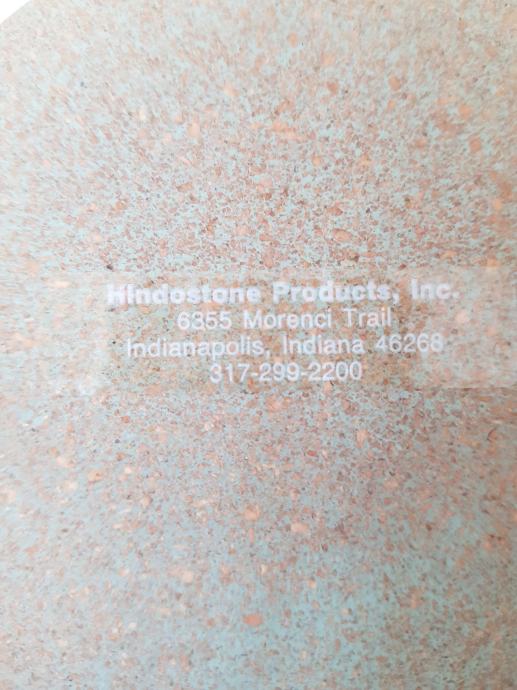 Hindostone Products, Inc.
6355 Morenci Trail
Indianapolis, Indiana 46268
317-299-2200